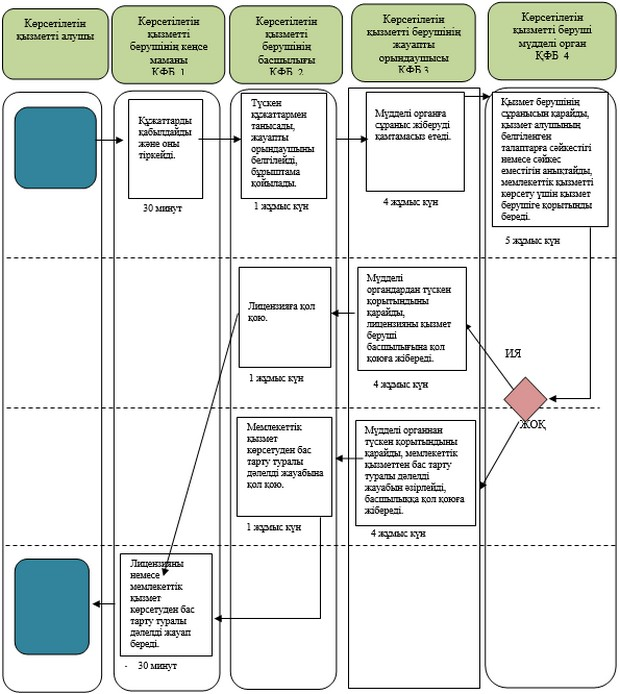 Көрсетілетін
қызметті алушы
Көрсетілетін
қызметті
берушінің кеңсе
маманы
ҚФБ 1
Көрсетілетін
қызметті
берушінің
басшылығы
ҚФБ 2
Көрсетілетін
қызметті берушінің
жауапты
орындаушысы
ҚФБ 3
Көрсетілетін
қызметті беруші
мүдделі орган
ҚФБ 4
Құжаттарды
қабылдайды
және оны
тіркейді.
30 минут
Түскен
құжаттармен
танысады,
жауапты
орындаушыны
белгілейді,
бұрыштама
қойылады.
1 жұмыс күн
Мүдделі органға
сұраныс жіберуді
қамтамасыз етеді.
4 жұмыс күн
Қызмет берушінің
сұранысын қарайды,
қызмет алушының
белгіленген
талаптарға сәйкестігі
немесе сәйкес
еместігін анықтайды,
мемлекеттік қызметті
көрсету үшін қызмет
берушіге қорытынды
береді.
5 жұмыс күн
Лицензияға қол
қою.
1 жұмыс күн
Мүдделі
органдардан түскен
қорытындыны
қарайды,
лицензияны қызмет
беруші
басшылығына қол
қоюға жібереді.
4 жұмыс күн
ИЯ
ЖОҚ
Мемлекеттік
қызмет
көрсетуден бас
тарту туралы
дәлелді жауабына
қол қою.
1 жұмыс күн
Мүдделі органнан
түскен қорытындыны
қарайды, мемлекеттік
қызметтен бас тарту
туралы дәлелді
жауабын әзірлейді,
басшылыққа қол қоюға
жібереді.
4 жұмыс күн
Лицензияны
немесе
мемлекеттік
қызмет
көрсетуден бас
тарту туралы
дәлелді жауап
береді.
- 30 минут